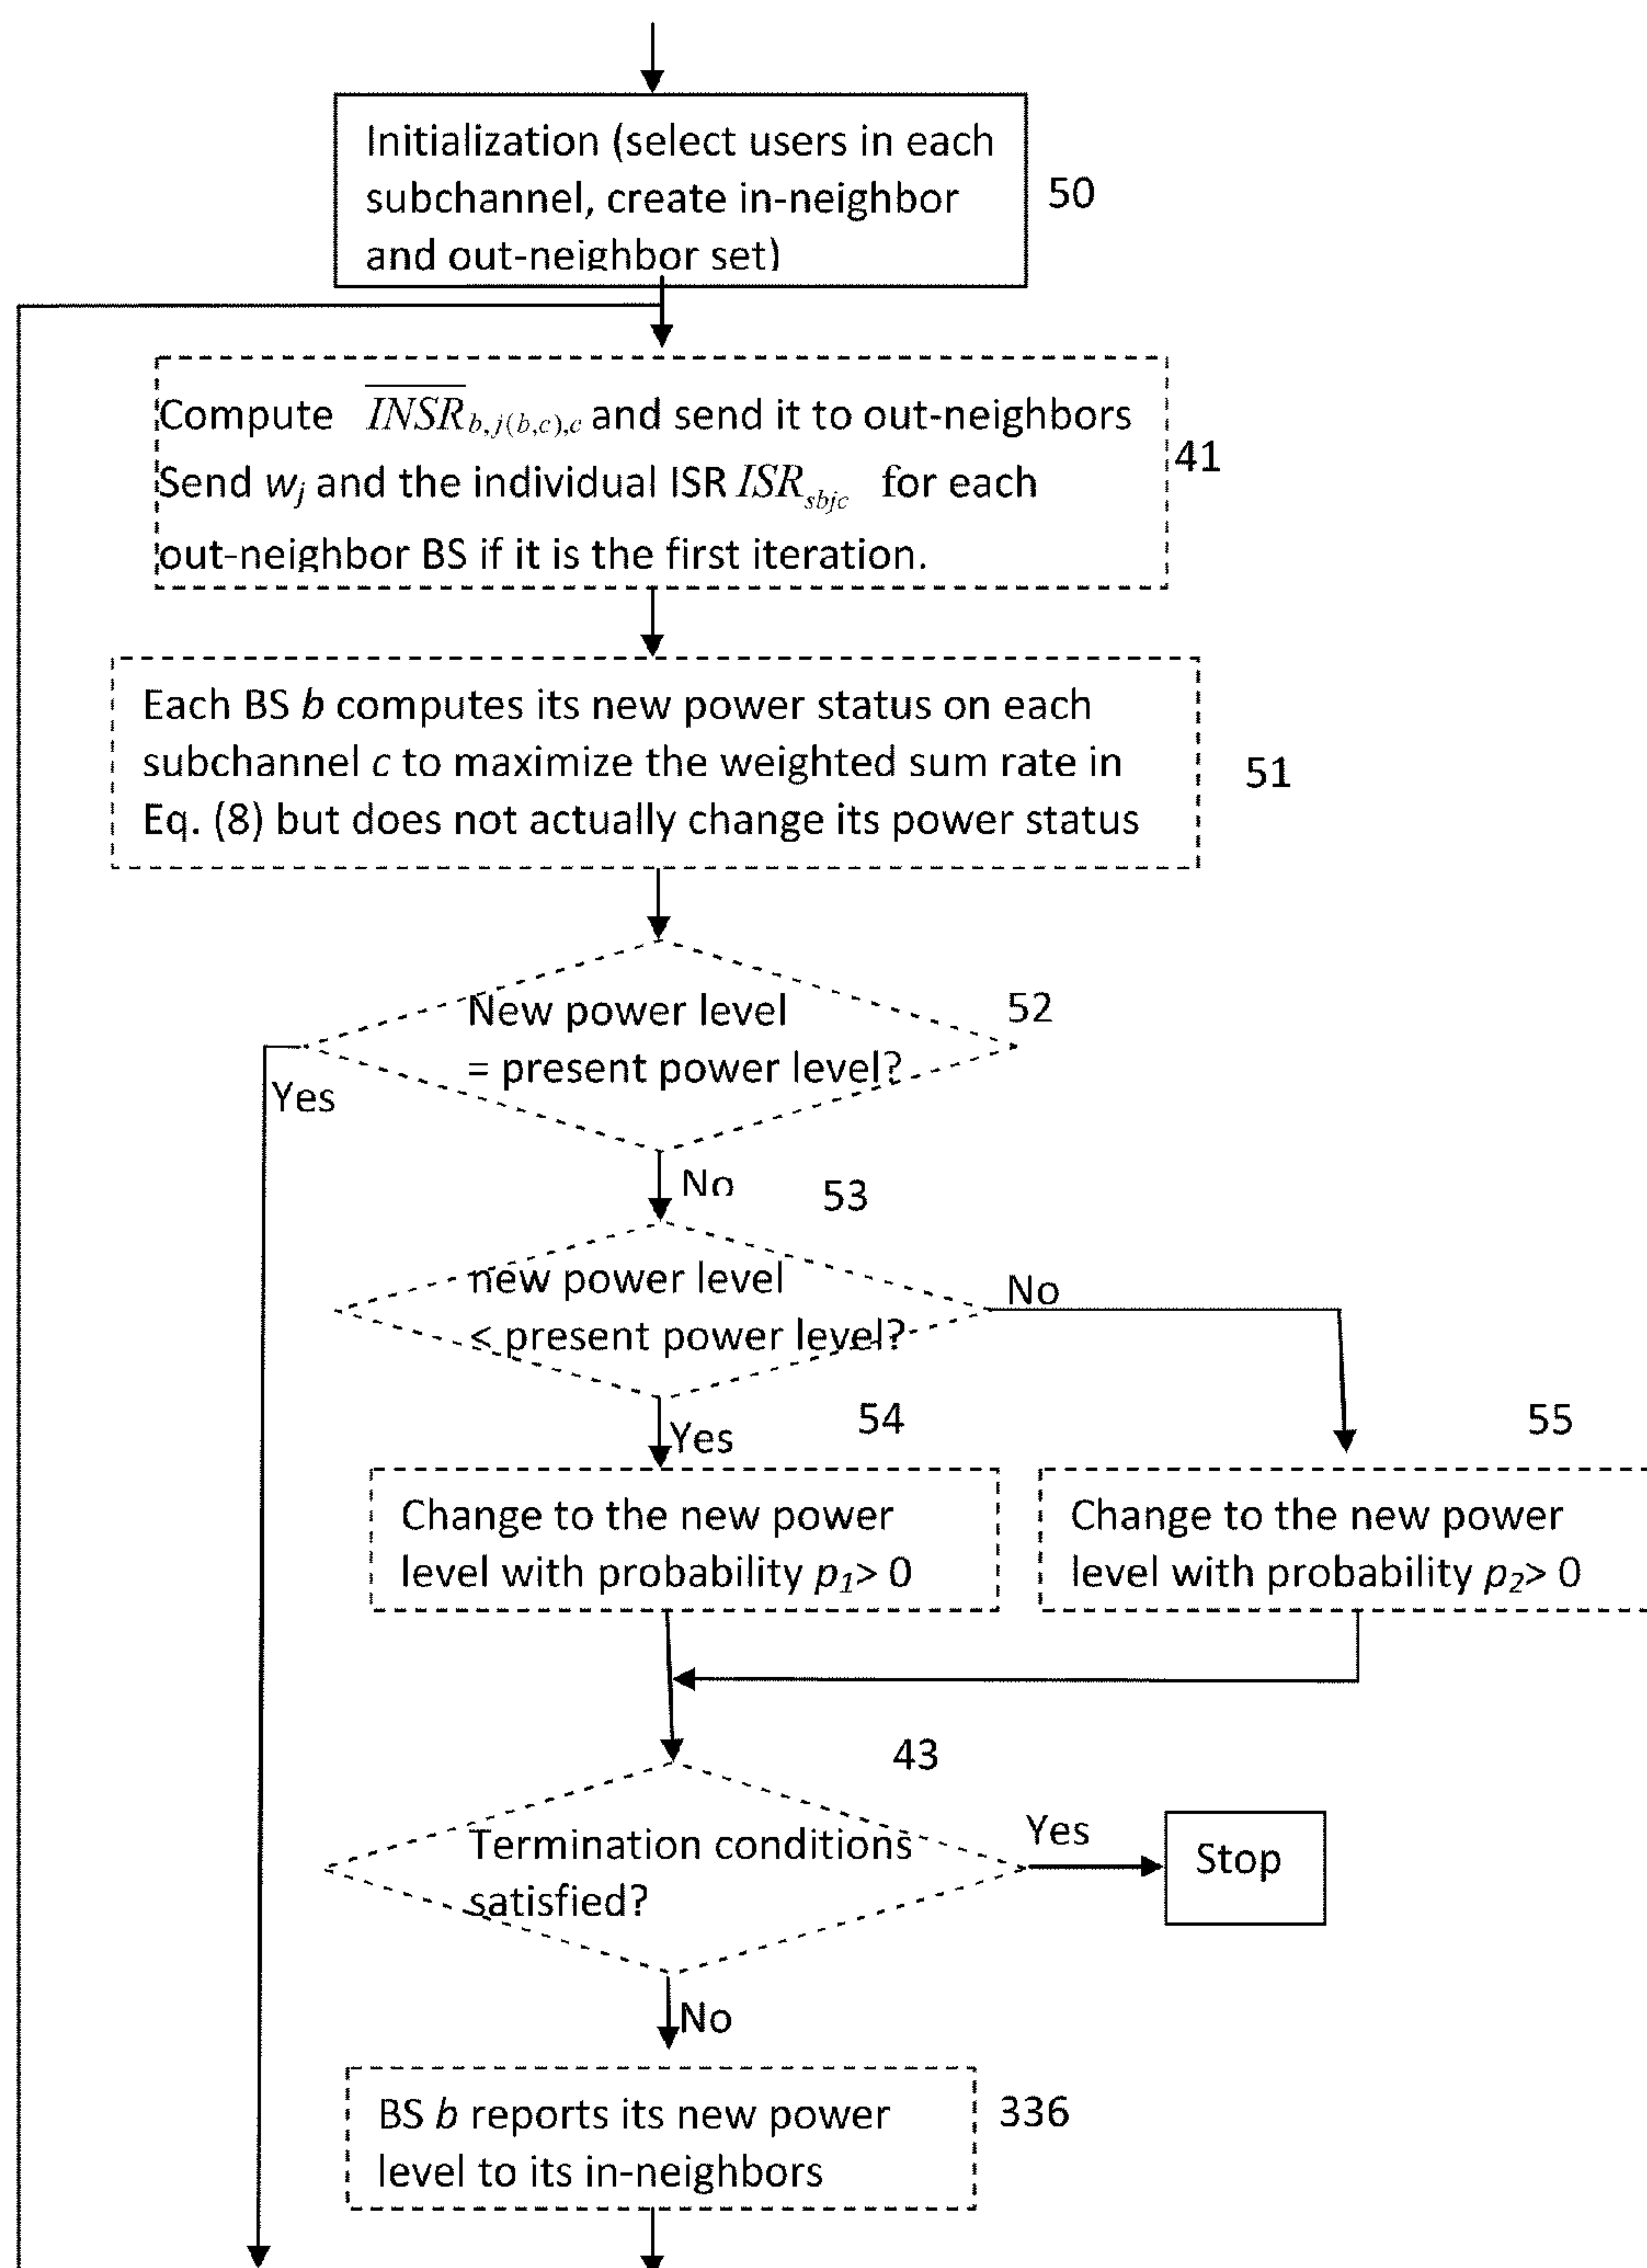 Initialization (select users in each
subchannel, create in-neighbor
and out-neighbor set)
50
Compute \overline{INSR}_{b,j(b,c),c} and send it to out-neighbors
Send w_j and the individual ISR ISR_{sbjc} for each
out-neighbor BS if it is the first iteration.
41
Each BS b computes its new power status on each
subchannel c to maximize the weighted sum rate in
Eq. (8) but does not actually change its power status
51
New power level
= present power level?
52
Yes
No
53
new power level
< present power level?
No
Yes
54
55
Change to the new power
level with probability p_1> 0
Change to the new power
level with probability p_2> 0
43
Termination conditions
satisfied?
Yes
Stop
No
BS b reports its new power
level to its in-neighbors
336